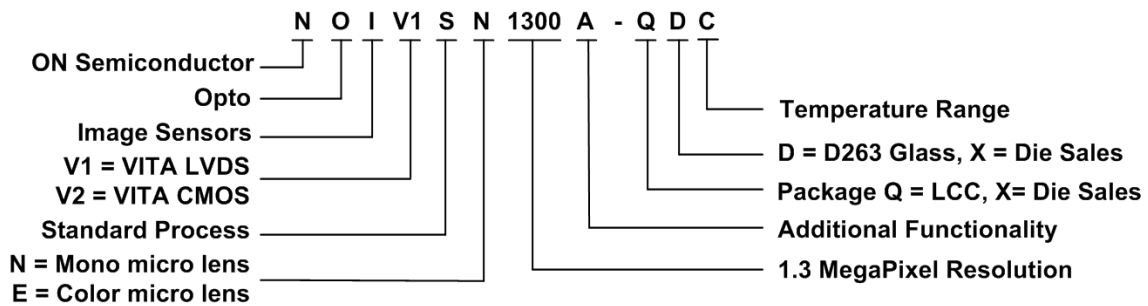 N O I V1 S N 1300 A - Q D C
ON Semiconductor
Opto
Image Sensors
V1 = VITA LVDS
V2 = VITA CMOS
Standard Process
N = Mono micro lens
E = Color micro lens
Temperature Range
D = D263 Glass, X = Die Sales
Package Q = LCC, X= Die Sales
Additional Functionality
1.3 MegaPixel Resolution